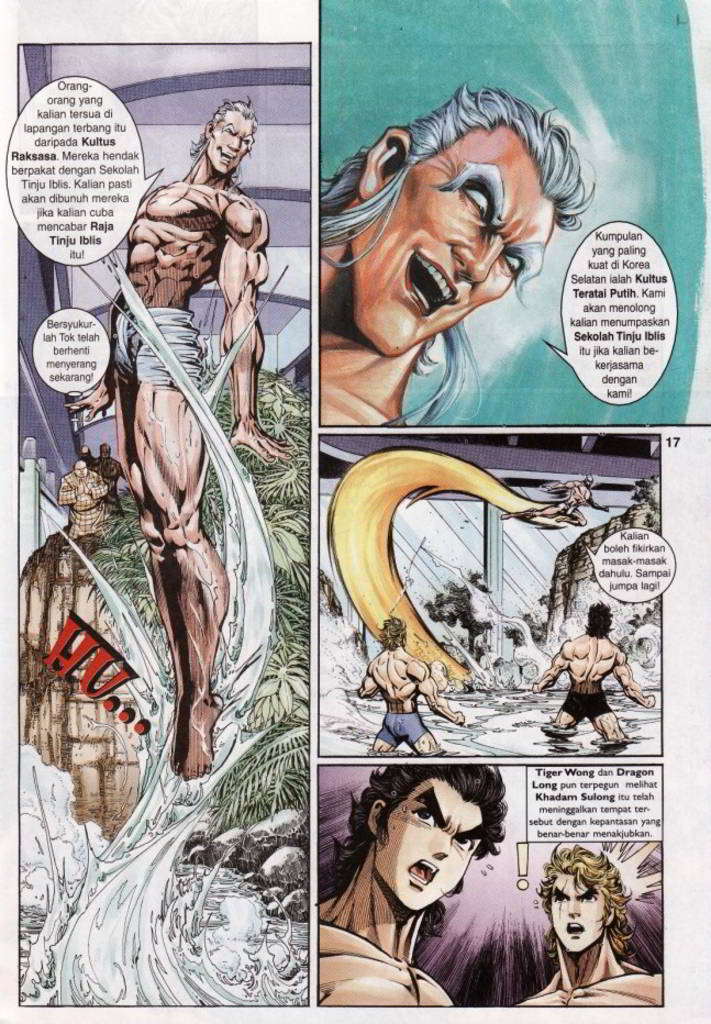 Orang-
orang yang
kalian tersua di
lapangan terbang itu
daripada Kultus
Raksasa. Mereka hendak
berpakat dengan Sekolah
Tinju Iblis. Kalian pasti
akan dibunuh mereka
jika kalian cuba
mencabar Raja
Tinju Iblis
itu!
Bersyukur-
lah Tok
berhenti
menyerang
sekarang!
HU...
Kumpulan
yang paling
kuat di Korea
Selatan ialah Kultus
Teratai Putih. Kami
akan menolong
kalian menumpaskan
Sekolah Tinju Iblis
itu jika kalian be-
kerjasama
dengan
kami!
17
Kalian
boleh fikirkan
masak-masak
dahulu. Sampai
jumpa lagi!
Tiger Wong dan Dragon
Long pun terpegun melihat
Khadam Sulong itu telah
meninggalkan tempat ter-
sebut dengan kepantasan yang
benar-benar menakjubkan.
!